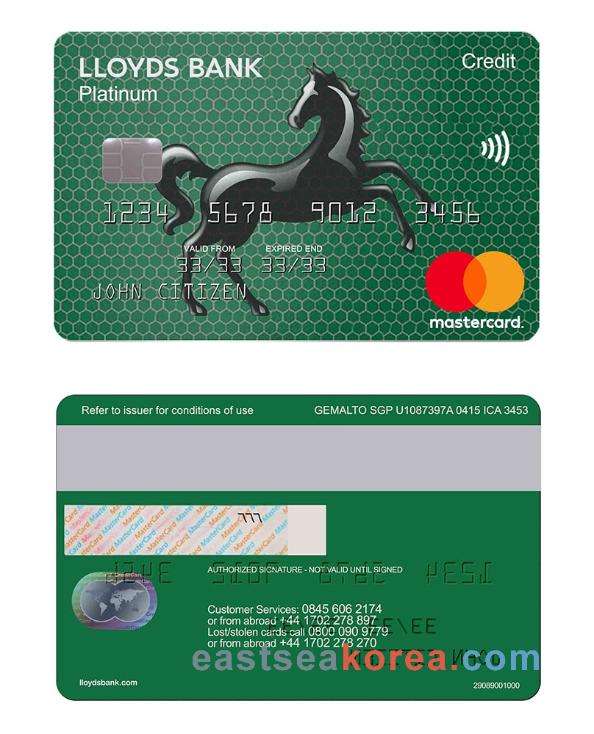 LLOYDS BANK
Platinum
Credit
1234 5678 9012 3456
VALID FROM EXPIRED END
33/33 33/33
JOHN CITIZEN
mastercard.
Refer to issuer for conditions of use GEMALTO SGP U1087397A 0415 ICA 3453
777
AUTHORIZED SIGNATURE - NOT VALID UNTIL SIGNED
Customer Services: 0845 606 2174
or from abroad +44 1702 278 897
Lost/stolen cards call 0800 090 9779
or from abroad +44 1702 278 270
eastseakorea.com
lloydsbank.com 29089001000